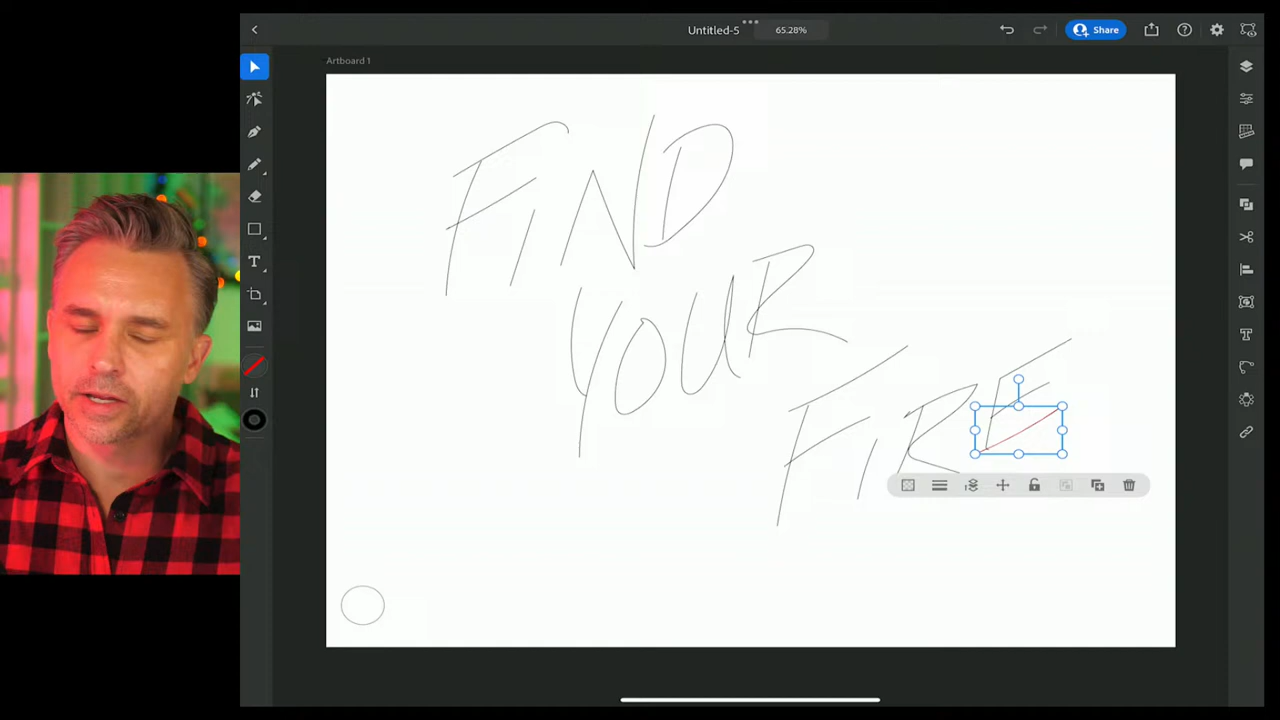 Untitled-5
65.28%
Share
Artboard 1
FiND
YOUR
FiRE